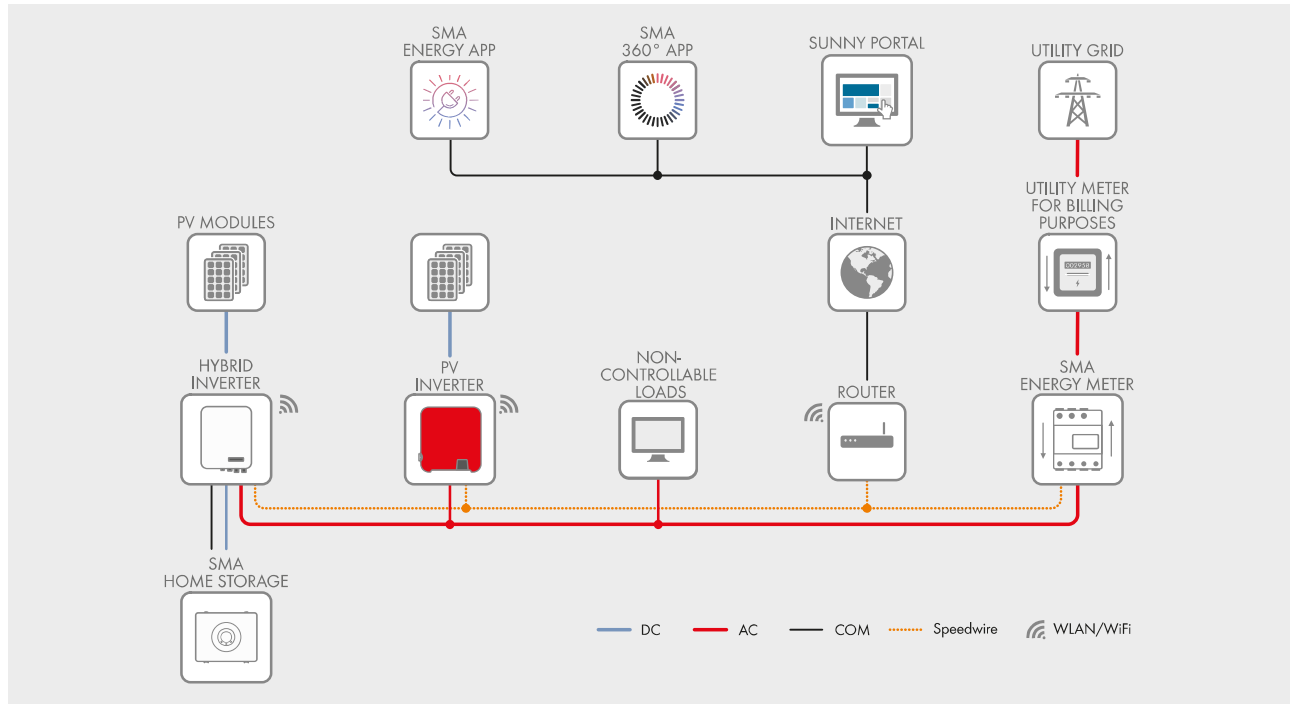 SMA
ENERGY APP
SMA
360° APP
SUNNY PORTAL
UTILITY GRID
UTILITY METER
FOR BILLING
PURPOSES
PV MODULES
INTERNET
HYBRID
INVERTER
PV
INVERTER
NON-
CONTROLLABLE
LOADS
ROUTER
SMA
ENERGY METER
SMA
HOME STORAGE
DC
AC
COM
Speedwire
WLAN/WiFi